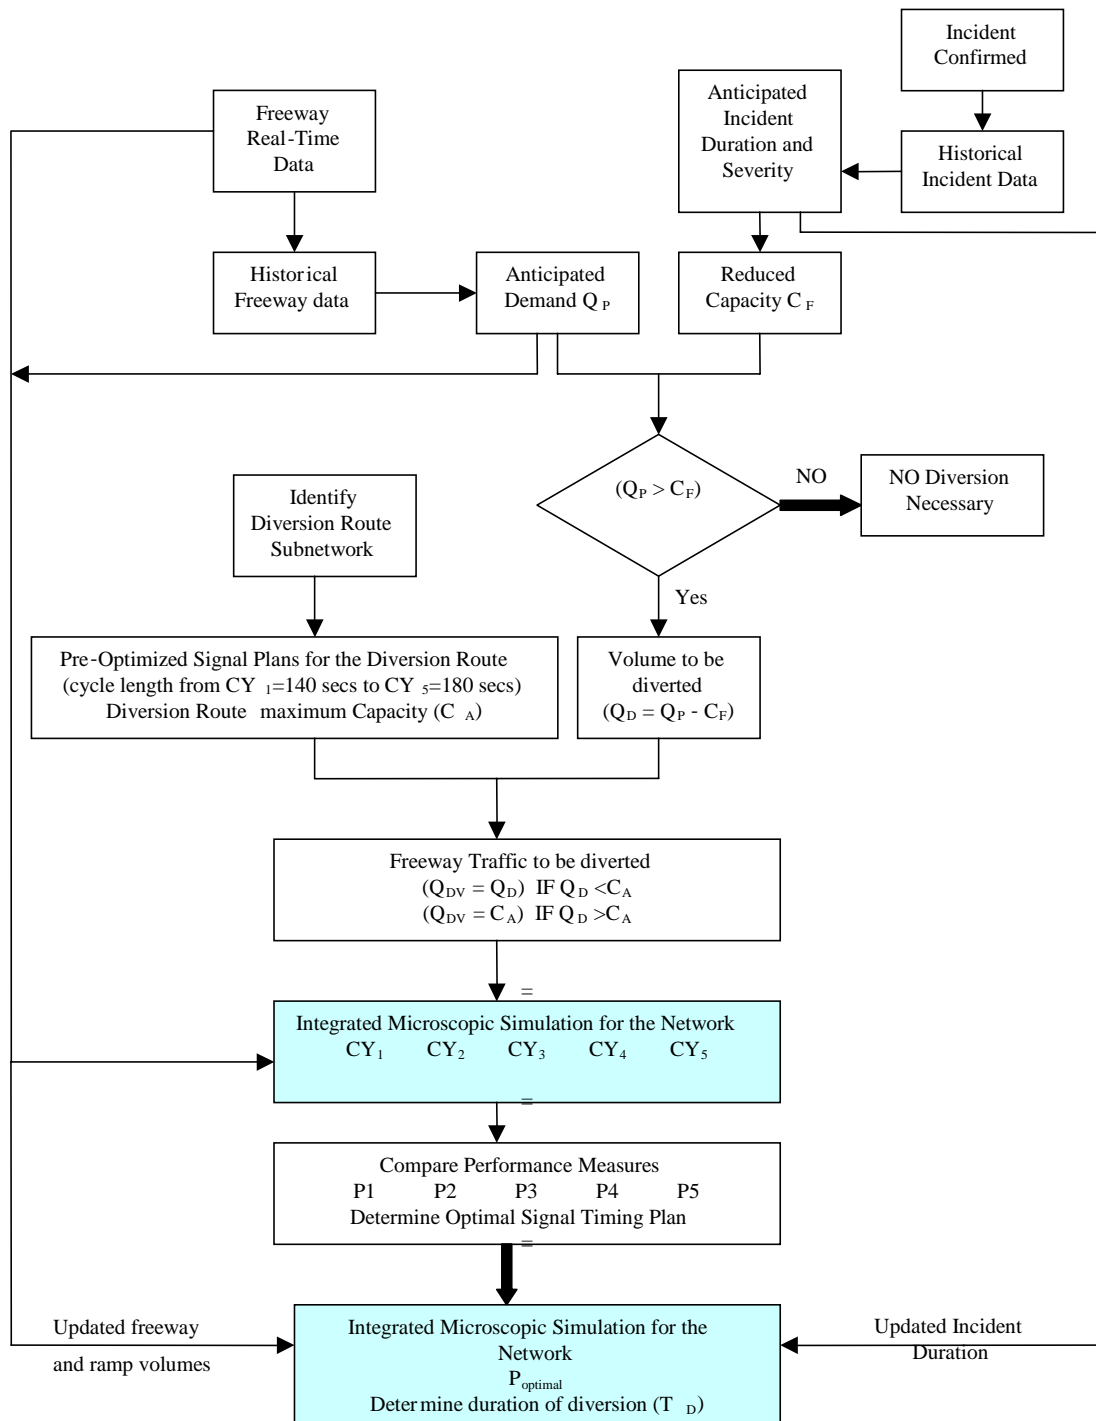 Incident
Confirmed
Anticipated
Incident
Duration and
Severity
Freeway
Real-Time
Data
Historical
Incident Data
Historical
Freeway data
Anticipated
Demand Q P
Reduced
Capacity C F
(QP > CF)
NO
NO Diversion
Necessary
Identify
Diversion Route
Subnetwork
Yes
Pre-Optimized Signal Plans for the Diversion Route
(cycle length from CY 1=140 secs to CY 5=180 secs)
Diversion Route maximum Capacity (C A)
Volume to be
diverted
(QD = QP - CF)
Freeway Traffic to be diverted
(QDV = QD) IF Q D <CA
(QDV = CA) IF Q D >CA
=
Integrated Microscopic Simulation for the Network
CY1 CY2 CY3 CY4 CY5
=
Compare Performance Measures
P1 P2 P3 P4 P5
Determine Optimal Signal Timing Plan
=
Updated freeway
and ramp volumes
Integrated Microscopic Simulation for the
Network
Poptimal
Determine duration of diversion (T D)
Updated Incident
Duration